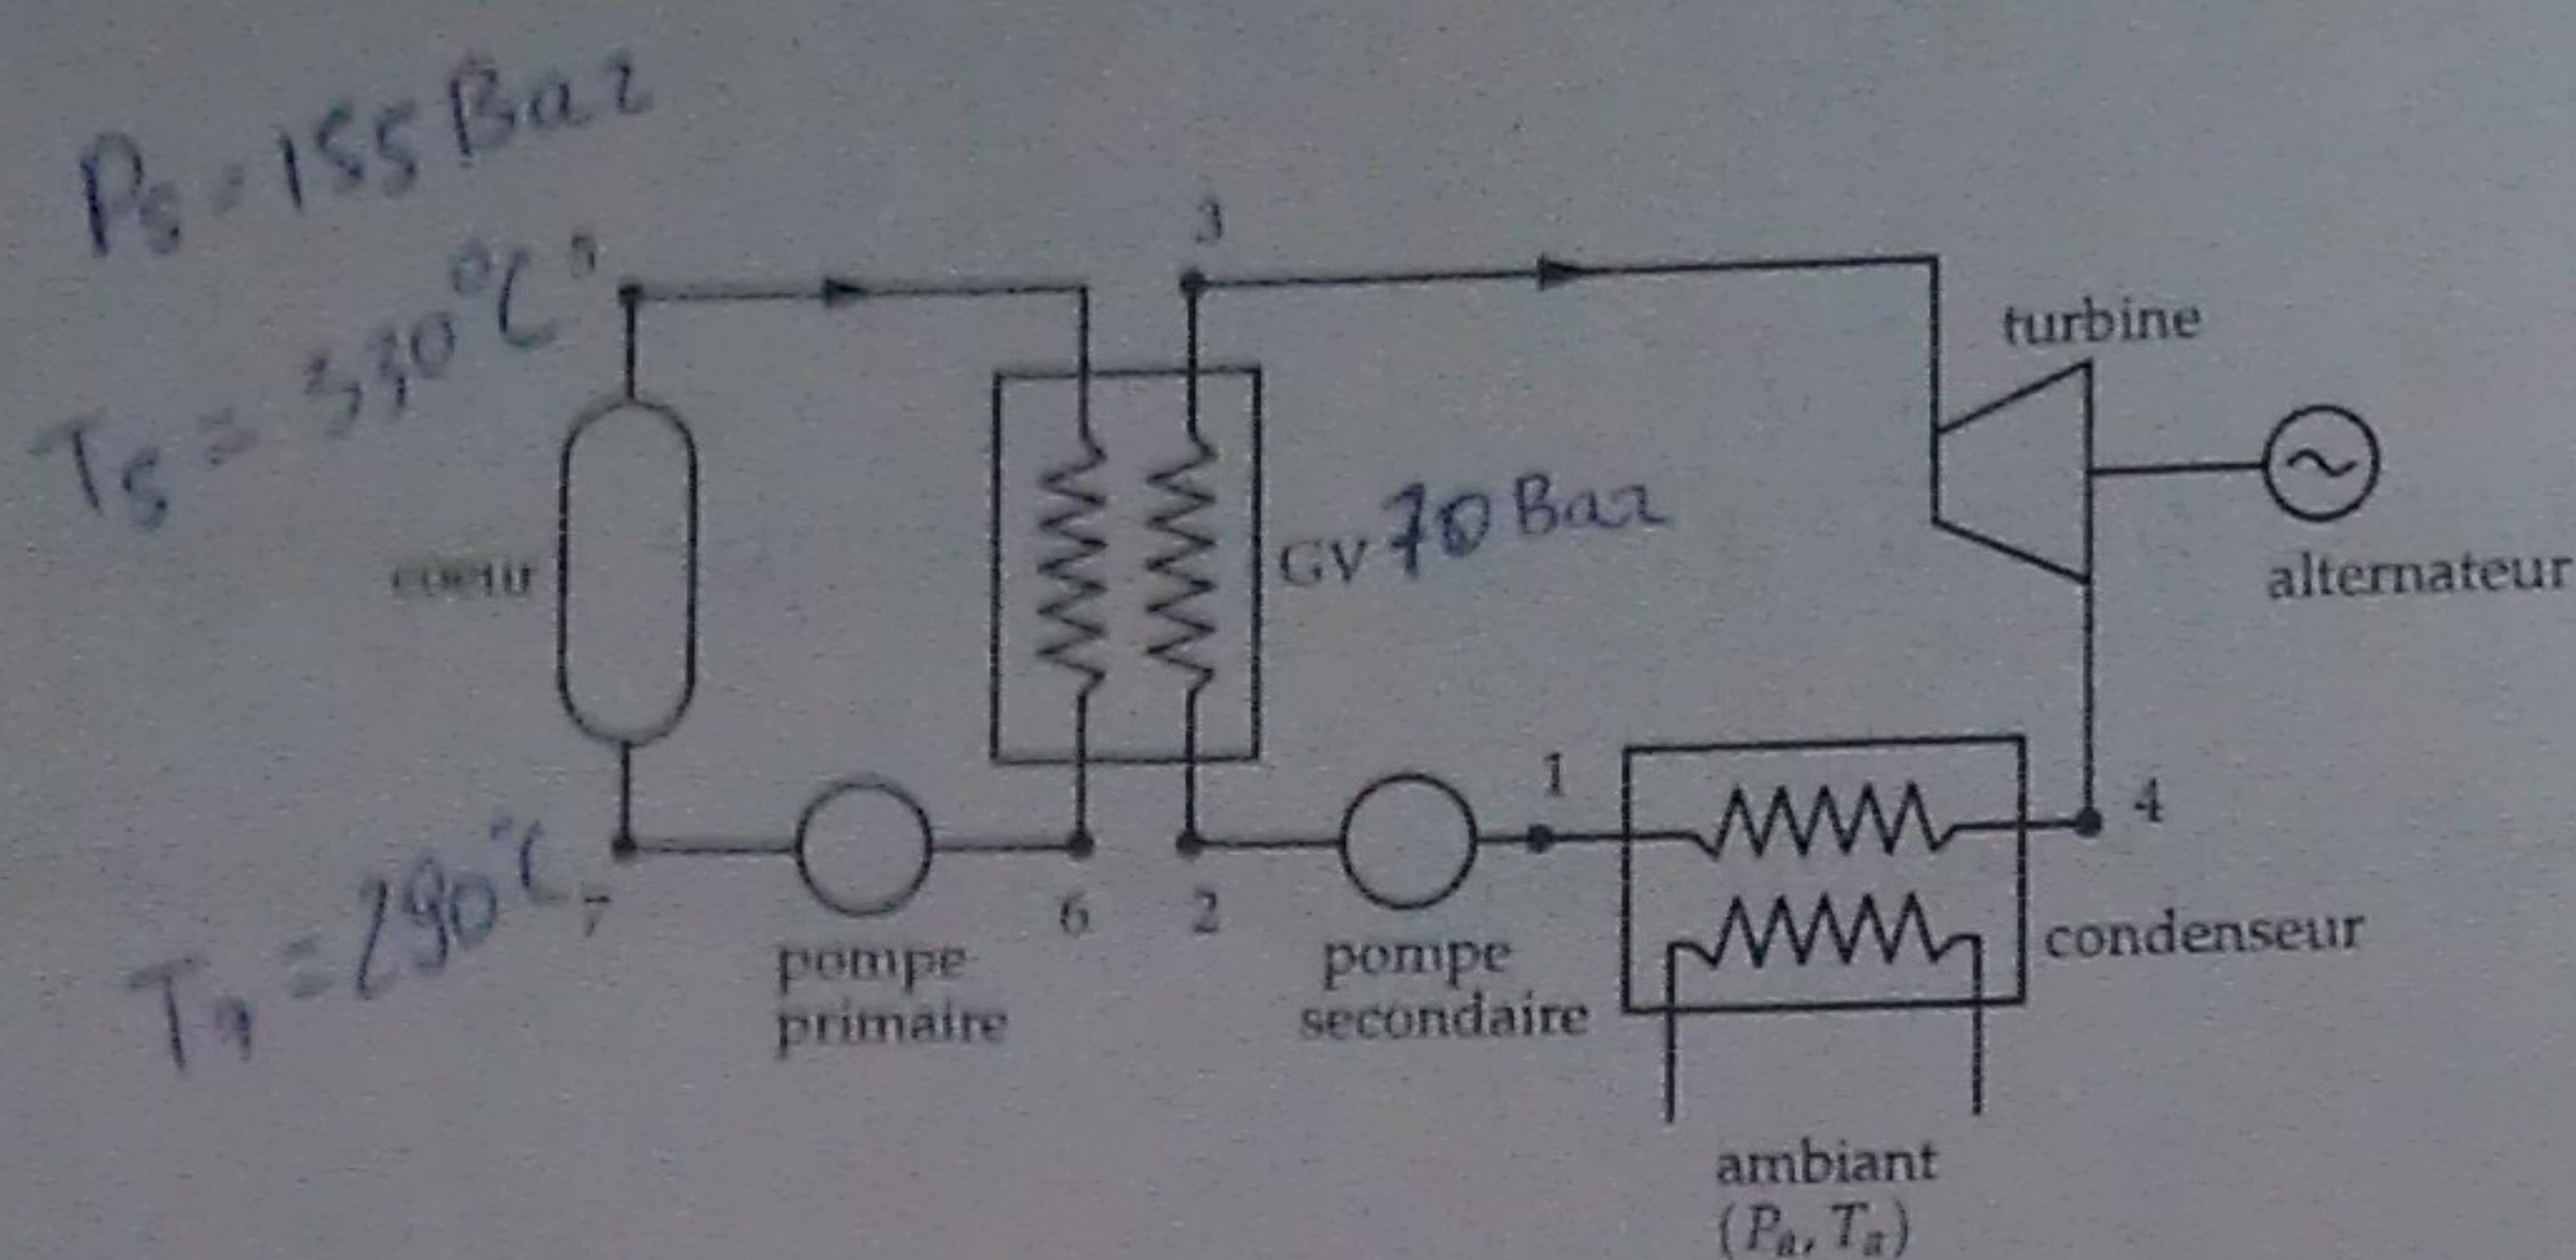 P5 = 155 Bar
T5 = 330°C
5
3
turbine
coeur
GV 70 Bar
alternateur
1
4
T7 = 290°C
7
6
2
condenseur
pompe
primaire
pompe
secondaire
ambiant
(Pa, Ta)